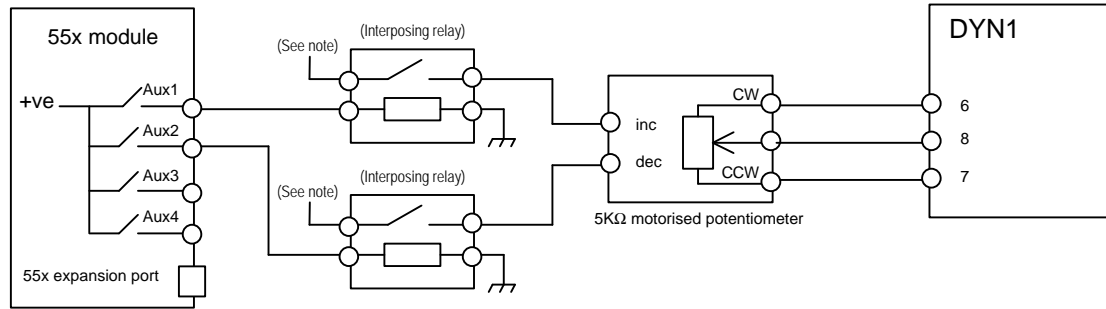 55x module
+ve
Aux1
Aux2
Aux3
Aux4
55x expansion port
(See note)
(Interposing relay)
(See note)
(Interposing relay)
inc
dec
CW
CCW
5KΩ motorised potentiometer
DYN1
6
8
7